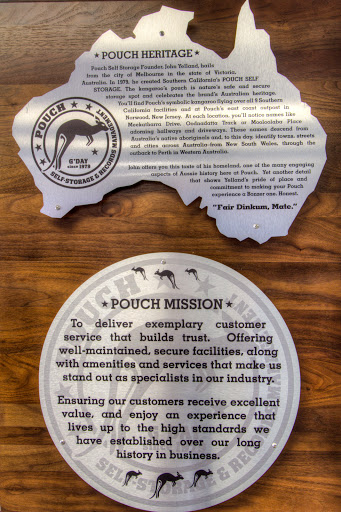 ★ POUCH HERITAGE ★
Pouch Self Storage Founder, John Yelland, hails
from the city of Melbourne in the state of Victoria,
Australia. In 1978, he created Southern California's POUCH SELF
STORAGE. The kangaroo's pouch is nature's safe and secure
storage spot and celebrates the brand's Australian heritage.
You'll find Pouch's symbolic kangaroo flying over all 9 Southern
California facilities and at Pouch's east coast outpost in
Norwood, New Jersey. At each location, you'll notice names like
Drive, Oodnadatta Track or Mooloolabe Place
adorning hallways and driveways. These names descend from
Australia's native aboriginals and, to this day, identify towns, streets
and cities across Australia-from New South Wales, through the
outback to Perth in Western Australia.
John offers you this taste of his homeland, one of the many engaging
aspects of Aussie history here at Pouch. Yet another detail
that shows Yelland's pride of place and
commitment to making your Pouch
experience a Bonzer one. Honest.
"Fair Dinkum, Mate."
POUCH
G'DAY
since 1978
SELF-STORAGE & RECORDS MANAGEMENT
★ POUCH MISSION ★
To deliver exemplary customer
service that builds trust. Offering
well-maintained, secure facilities, along
with amenities and services that make us
stand out as specialists in our industry.
Ensuring our customers receive excellent
value, and enjoy an experience that
lives up to the high standards we
have established over our long
history in business.